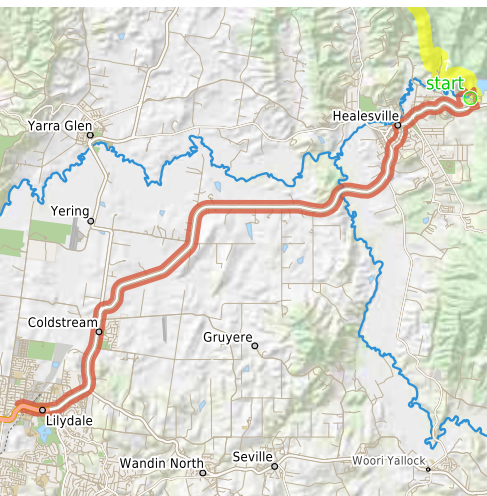 start
Healesville
Yarra Glen
Yering
Coldstream
Gruyere
Lilydale
Seville
Wandin North
Woori Yallock